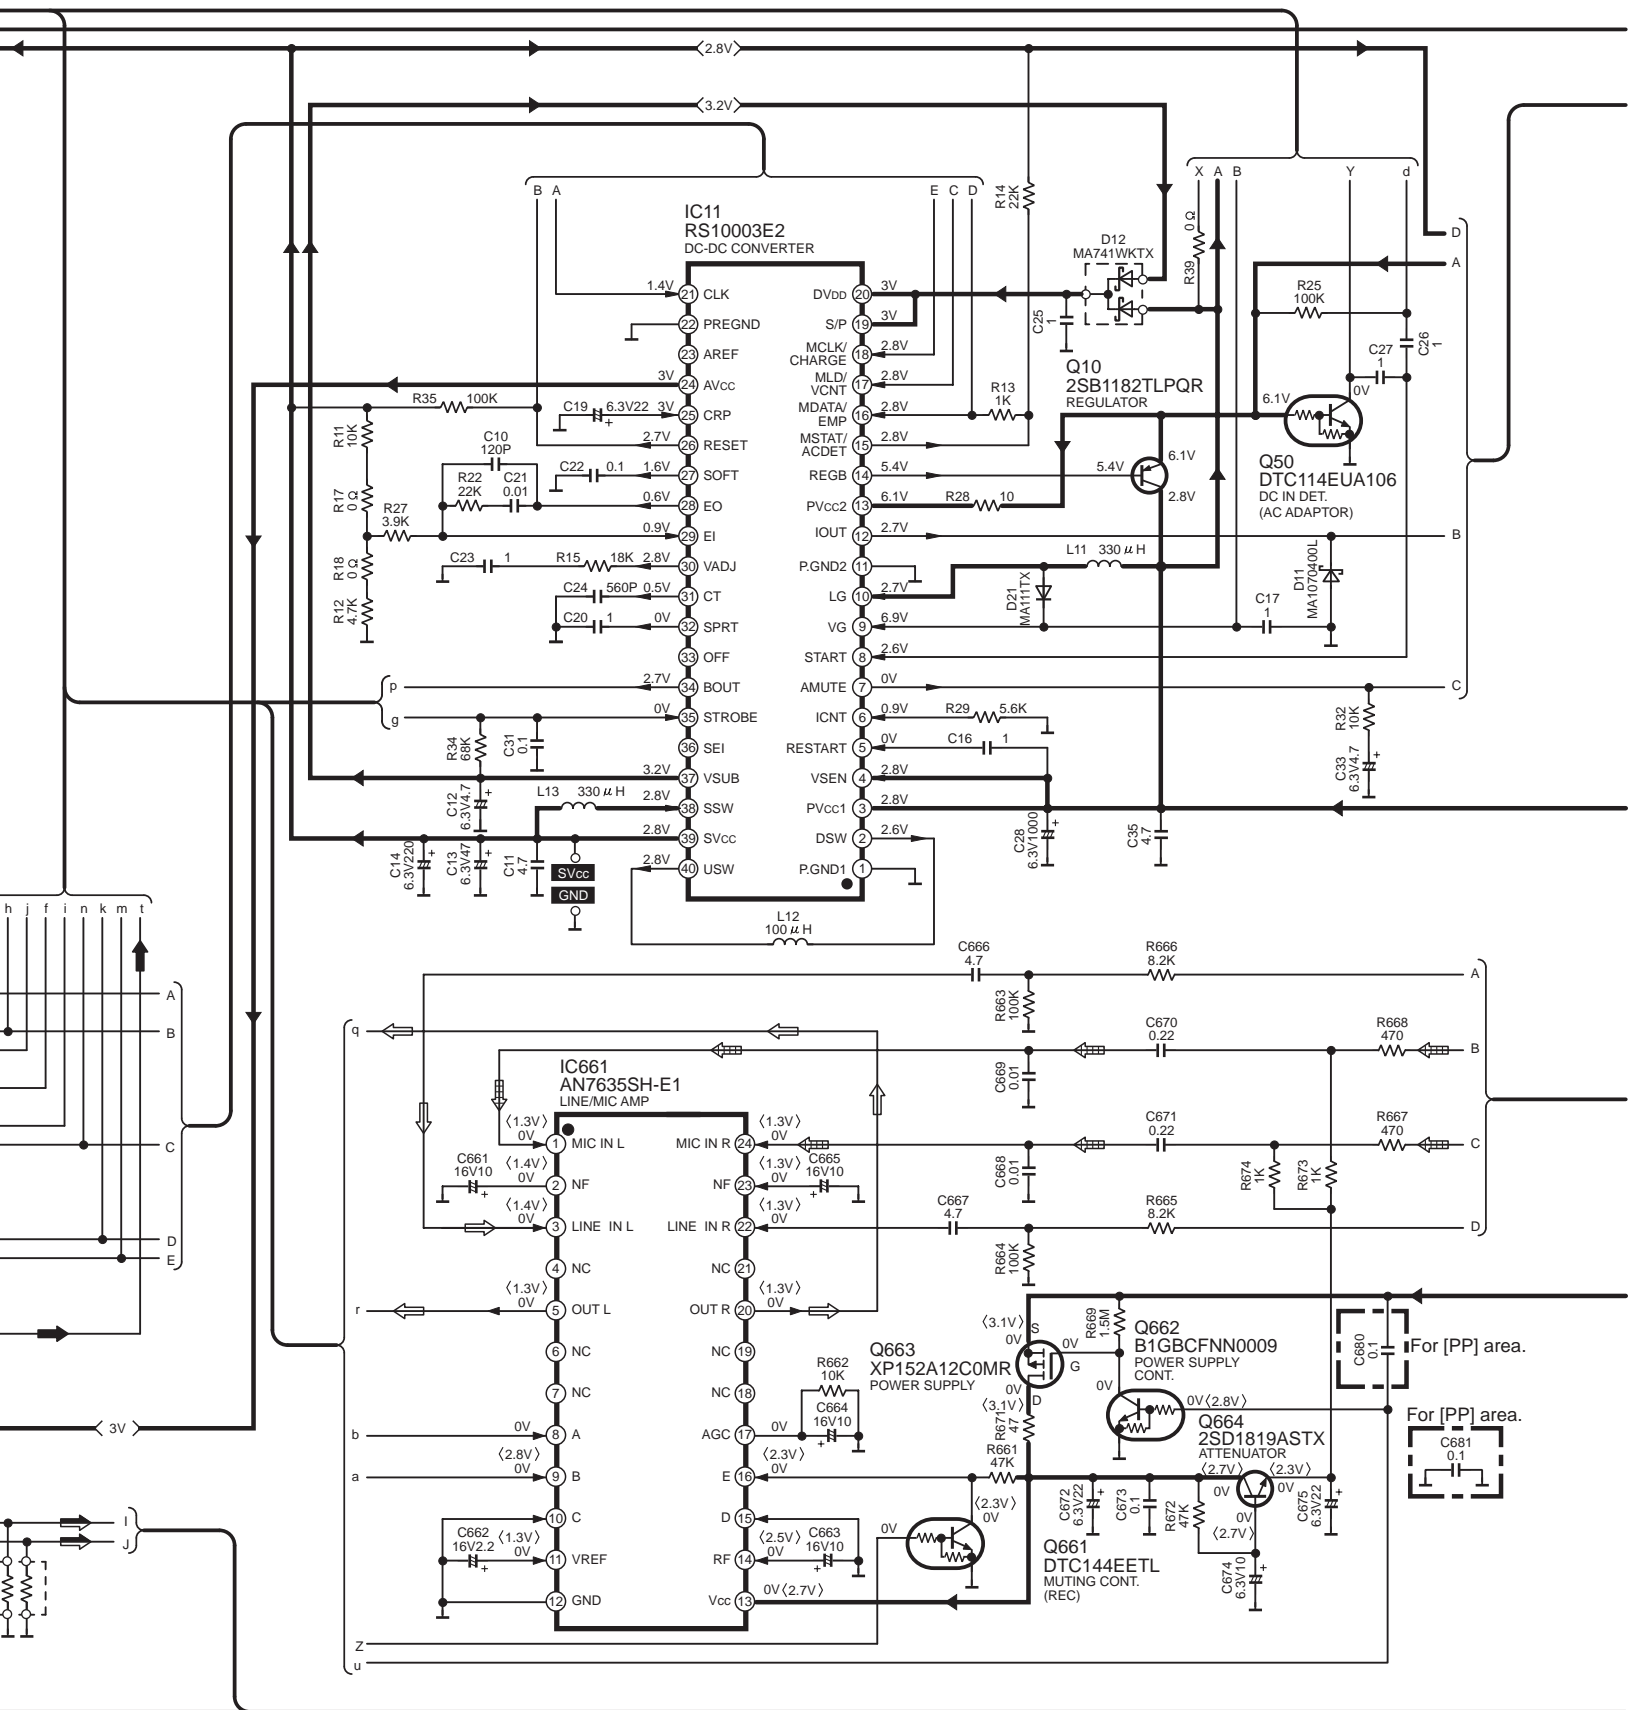 〈2.8V〉
〈3.2V〉
B A
E C D
R14
22K
X A B Y d
IC11
RS10003E2
DC-DC CONVERTER
D12
MA741WKTX
R39
0Ω
D
A
R25
100K
1.4V 21 CLK
DVDD 20 3V
22 PREGND
S/P 19 3V
C25
1
23 AREF
MCLK/
CHARGE 18 2.8V
C27
1
C26
1
3V 24 AVCC
MLD/
VCNT 17 2.8V
Q10
2SB1182TLPQR
REGULATOR
0V
R35 100K
R13
1K
C19 6.3V22 3V 25 CRP
+
MDATA/
EMP 16 2.8V
6.1V
R11
10K
C10
120P
2.7V 26 RESET
MSTAT/
ACDET 15 2.8V
6.1V
C22 0.1 1.6V 27 SOFT
REGB 14 5.4V
5.4V
Q50
DTC114EUA106
DC IN DET.
(AC ADAPTOR)
R22
22K
C21
0.01
R17
0Ω
0.6V 28 EO
PVCC2 13 6.1V R28 10
2.8V
R27
3.9K
0.9V 29 EI
IOUT 12 2.7V
B
L11 330μH
C23 1 R15 18K 2.8V 30 VADJ
P.GND2 11
R18
0Ω
C24 560P 0.5V 31 CT
LG 10 2.7V
D21
MA111TX
D11
MA1070400L
C17
1
R12
4.7K
C20 1 0V 32 SPRT
VG 9 6.9V
33 OFF
START 8 2.6V
p
2.7V 34 BOUT
AMUTE 7 0V
C
g
0V 35 STROBE
ICNT 6 0.9V R29 5.6K
R32
10K
R34
68K
C31
0.1
36 SEI
RESTART 5 0V C16 1
3.2V 37 VSUB
VSEN 4 2.8V
C33
6.3V4.7
+
C12
6.3V4.7
+
L13 330μH
2.8V 38 SSW
PVCC1 3 2.8V
2.8V 39 SVCC
DSW 2 2.6V
C14
6.3V220
+
C13
6.3V47
+
C11
4.7
C28
6.3V1000
+
C35
4.7
SVcc
2.8V 40 USW
P.GND1 1
GND
h j f i n k m t
L12
100μH
C666
4.7
R666
8.2K
A
A
R663
100K
B
q
C670
0.22
R668
470
B
IC661
AN7635SH-E1
LINE/MIC AMP
C669
0.01
〈1.3V〉
0V 1 MIC IN L
MIC IN R 24 〈1.3V〉
0V
C671
0.22
R667
470
C
C
C661
16V10
+
〈1.4V〉
0V 2 NF
NF 23 〈1.3V〉
0V
C665
16V10
+
C668
0.01
R674
1K
R673
1K
〈1.4V〉
0V 3 LINE IN L
LINE IN R 22 〈1.3V〉
0V
C667
4.7
R665
8.2K
D
D
E
R664
100K
4 NC
NC 21
r
〈1.3V〉
0V 5 OUT L
OUT R 20 〈1.3V〉
0V
6 NC
NC 19
Q663
XP152A12C0MR
POWER SUPPLY
〈3.1V〉
0V
S
0V
G
0V
〈3.1V〉
D
R669
1.5M
Q662
B1GBCFNN0009
POWER SUPPLY
CONT.
0V
0V〈2.8V〉
C680
0.1
For [PP] area.
7 NC
NC 18
R662
10K
C664
16V10
+
R671
47
Q664
2SD1819ASTX
ATTENUATOR
For [PP] area.
C681
0.1
〈3V〉
b
0V 8 A
AGC 17 0V
R661
47K
a
〈2.8V〉
0V 9 B
E 16 〈2.3V〉
0V
〈2.7V〉
0V
〈2.3V〉
0V
〈2.3V〉
0V
C672
6.3V22
+
C673
0.1
R672
47K
0V
〈2.7V〉
C675
6.3V22
+
I
J
10 C
D 15
0V
C662
16V2.2
+
〈1.3V〉
0V 11 VREF
RF 14 〈2.5V〉
0V
C663
16V10
+
Q661
DTC144EETL
MUTING CONT.
(REC)
C674
6.3V10
+
12 GND
Vcc 13 0V〈2.7V〉
Z
u